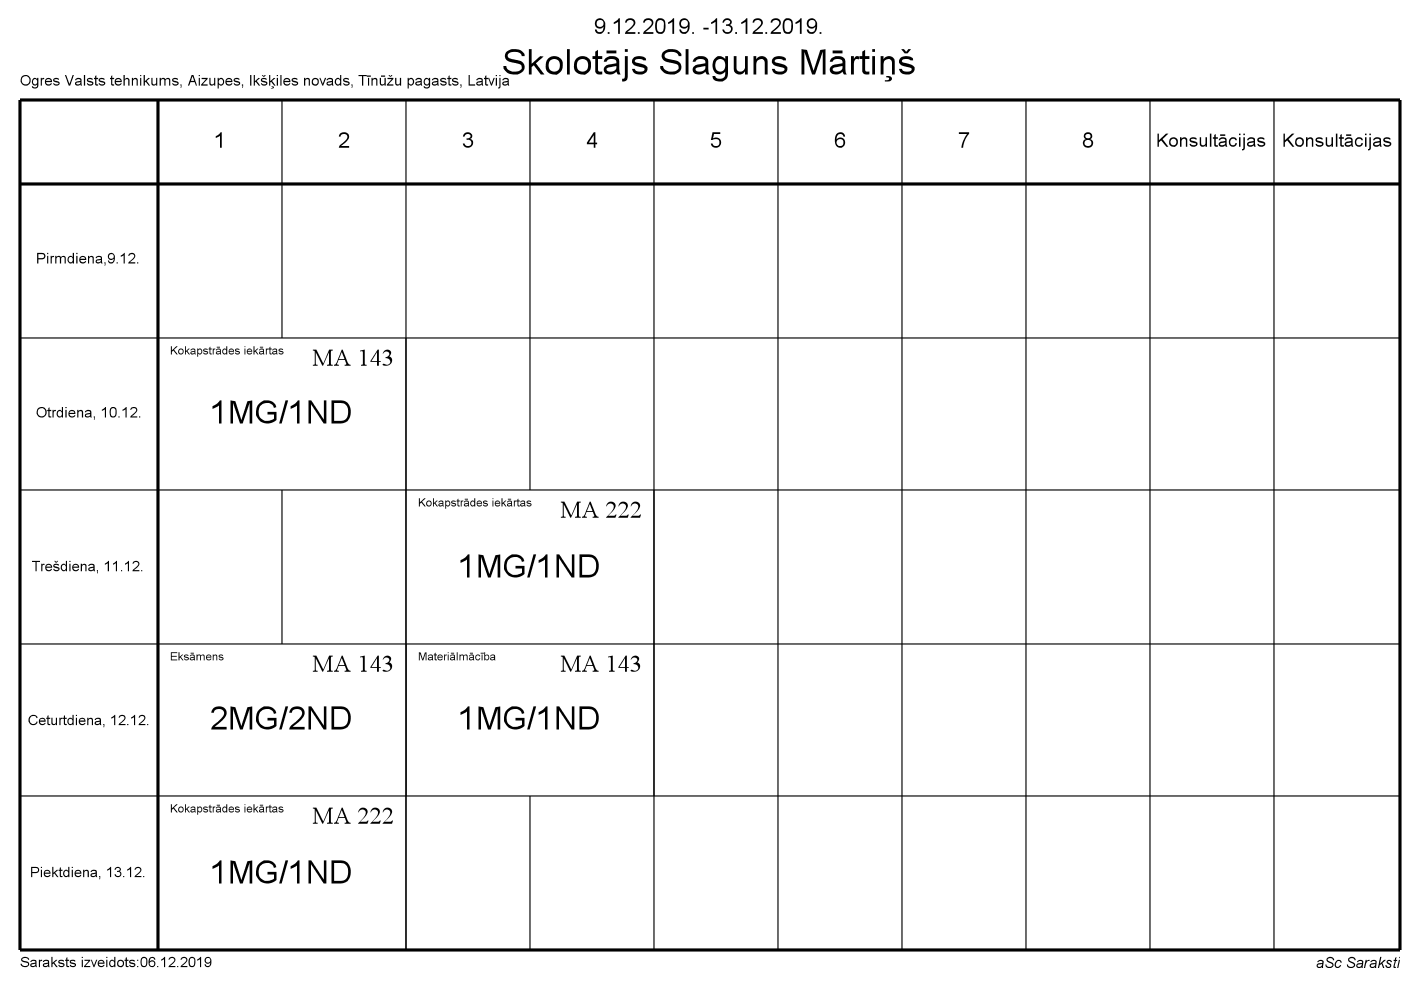 9.12.2019. -13.12.2019.
Skolotājs Slaguns Mārtiņš
Ogres Valsts tehnikums, Aizupes, Ikšķiles novads, Tīnūžu pagasts, Latvija
1 2 3 4 5 6 7 8 Konsultācijas Konsultācijas
Pirmdiena,9.12.
Kokapstrādes iekārtas MA 143
Otrdiena, 10.12. 1MG/1ND
Kokapstrādes iekārtas MA 222
Trešdiena, 11.12. 1MG/1ND
Eksāmens MA 143 Materiālmācība MA 143
Ceturtdiena, 12.12. 2MG/2ND 1MG/1ND
Kokapstrādes iekārtas MA 222
Piektdiena, 13.12. 1MG/1ND
Saraksts izveidots:06.12.2019 aSc Saraksti